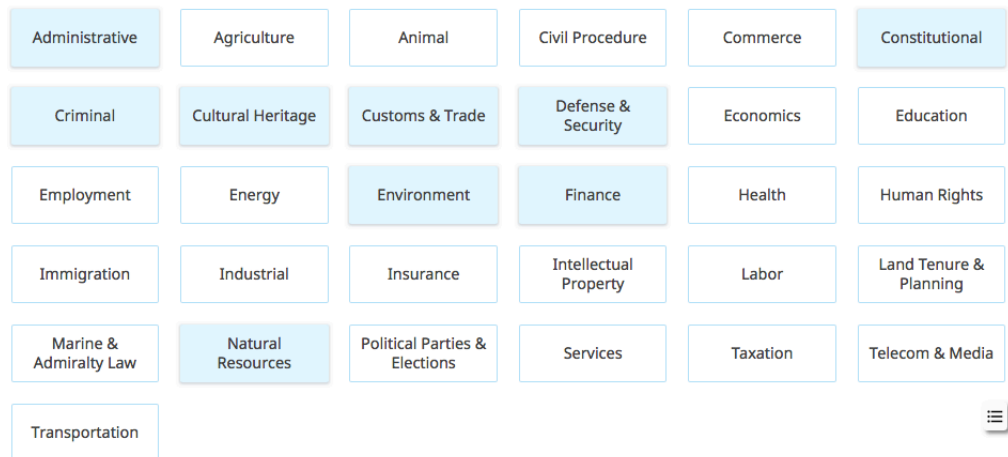 Administrative
Agriculture
Animal
Civil Procedure
Commerce
Constitutional
Criminal
Cultural Heritage
Customs & Trade
Defense &
Security
Economics
Education
Employment
Energy
Environment
Finance
Health
Human Rights
Immigration
Industrial
Insurance
Intellectual
Property
Labor
Land Tenure &
Planning
Marine &
Admiralty Law
Natural
Resources
Political Parties &
Elections
Services
Taxation
Telecom & Media
Transportation